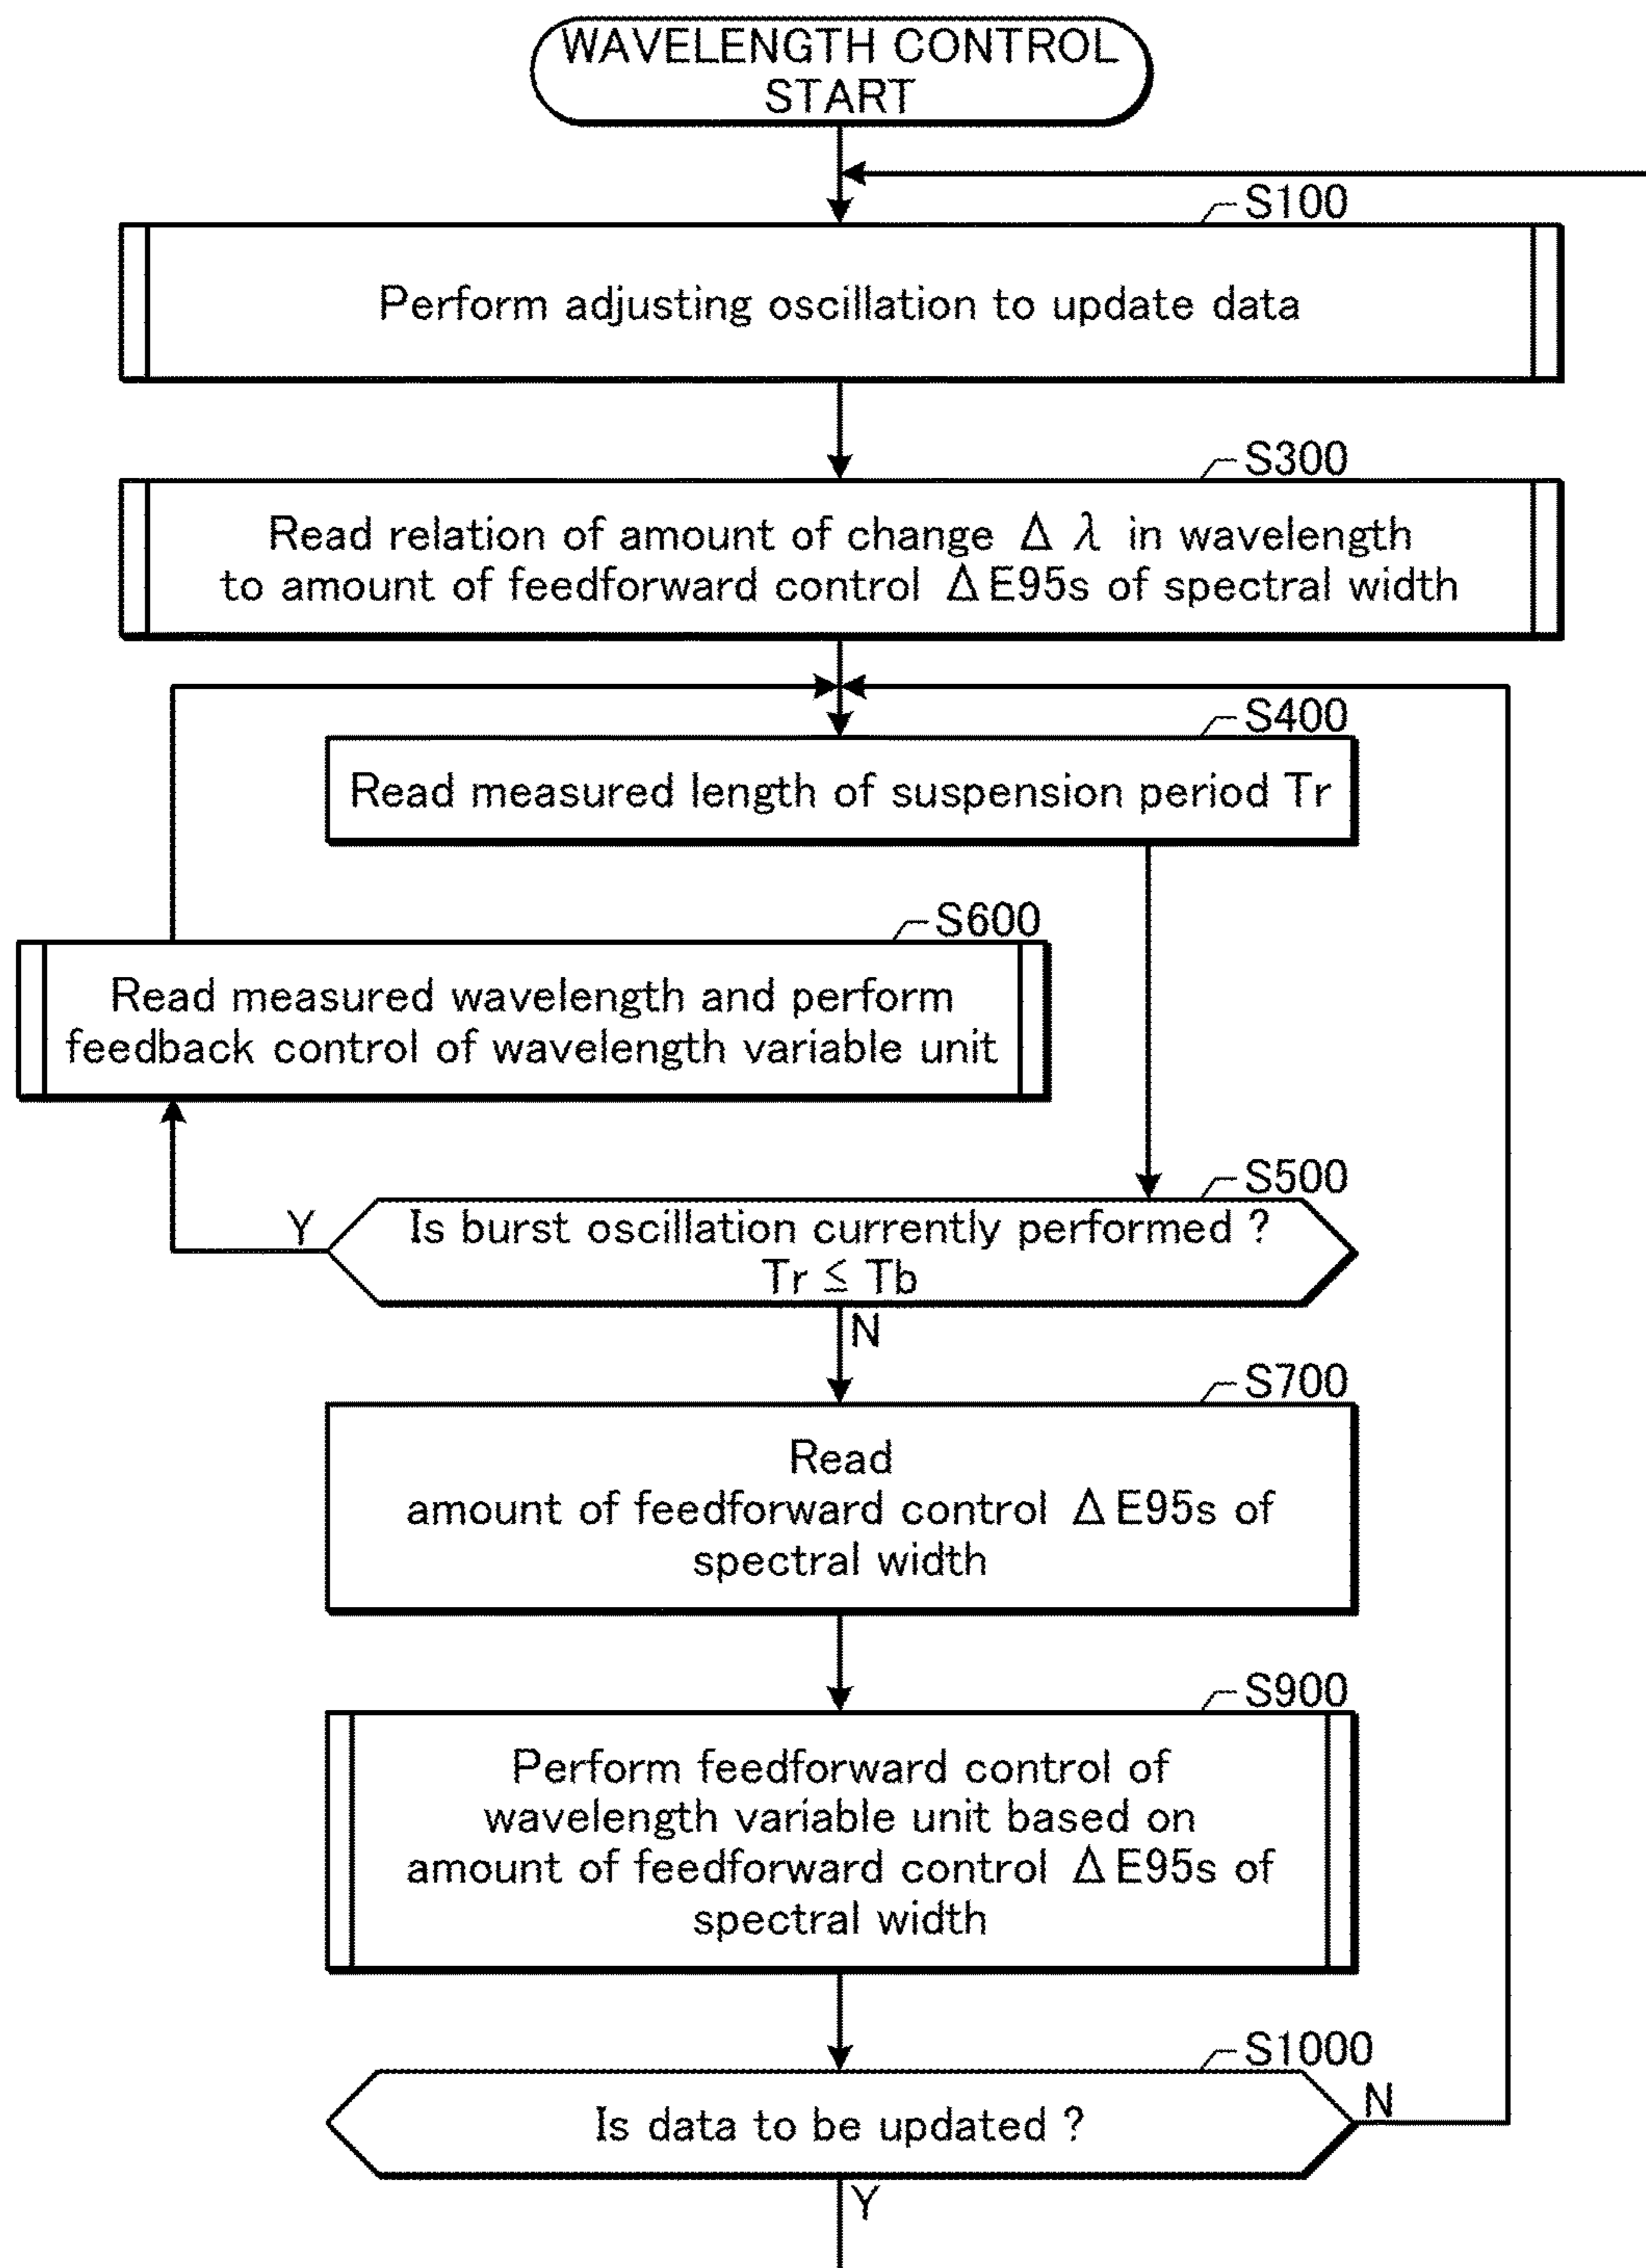 WAVELENGTH CONTROL
START
S100
Perform adjusting oscillation to update data
S300
Read relation of amount of change Δ λ in wavelength
to amount of feedforward control ΔE95s of spectral width
S400
Read measured length of suspension period Tr
S600
Read measured wavelength and perform
feedback control of wavelength variable unit
S500
Y
Is burst oscillation currently performed ?
Tr ≦ Tb
N
S700
Read
amount of feedforward control ΔE95s of
spectral width
S900
Perform feedforward control of
wavelength variable unit based on
amount of feedforward control ΔE95s of
spectral width
S1000
N
Is data to be updated ?
Y